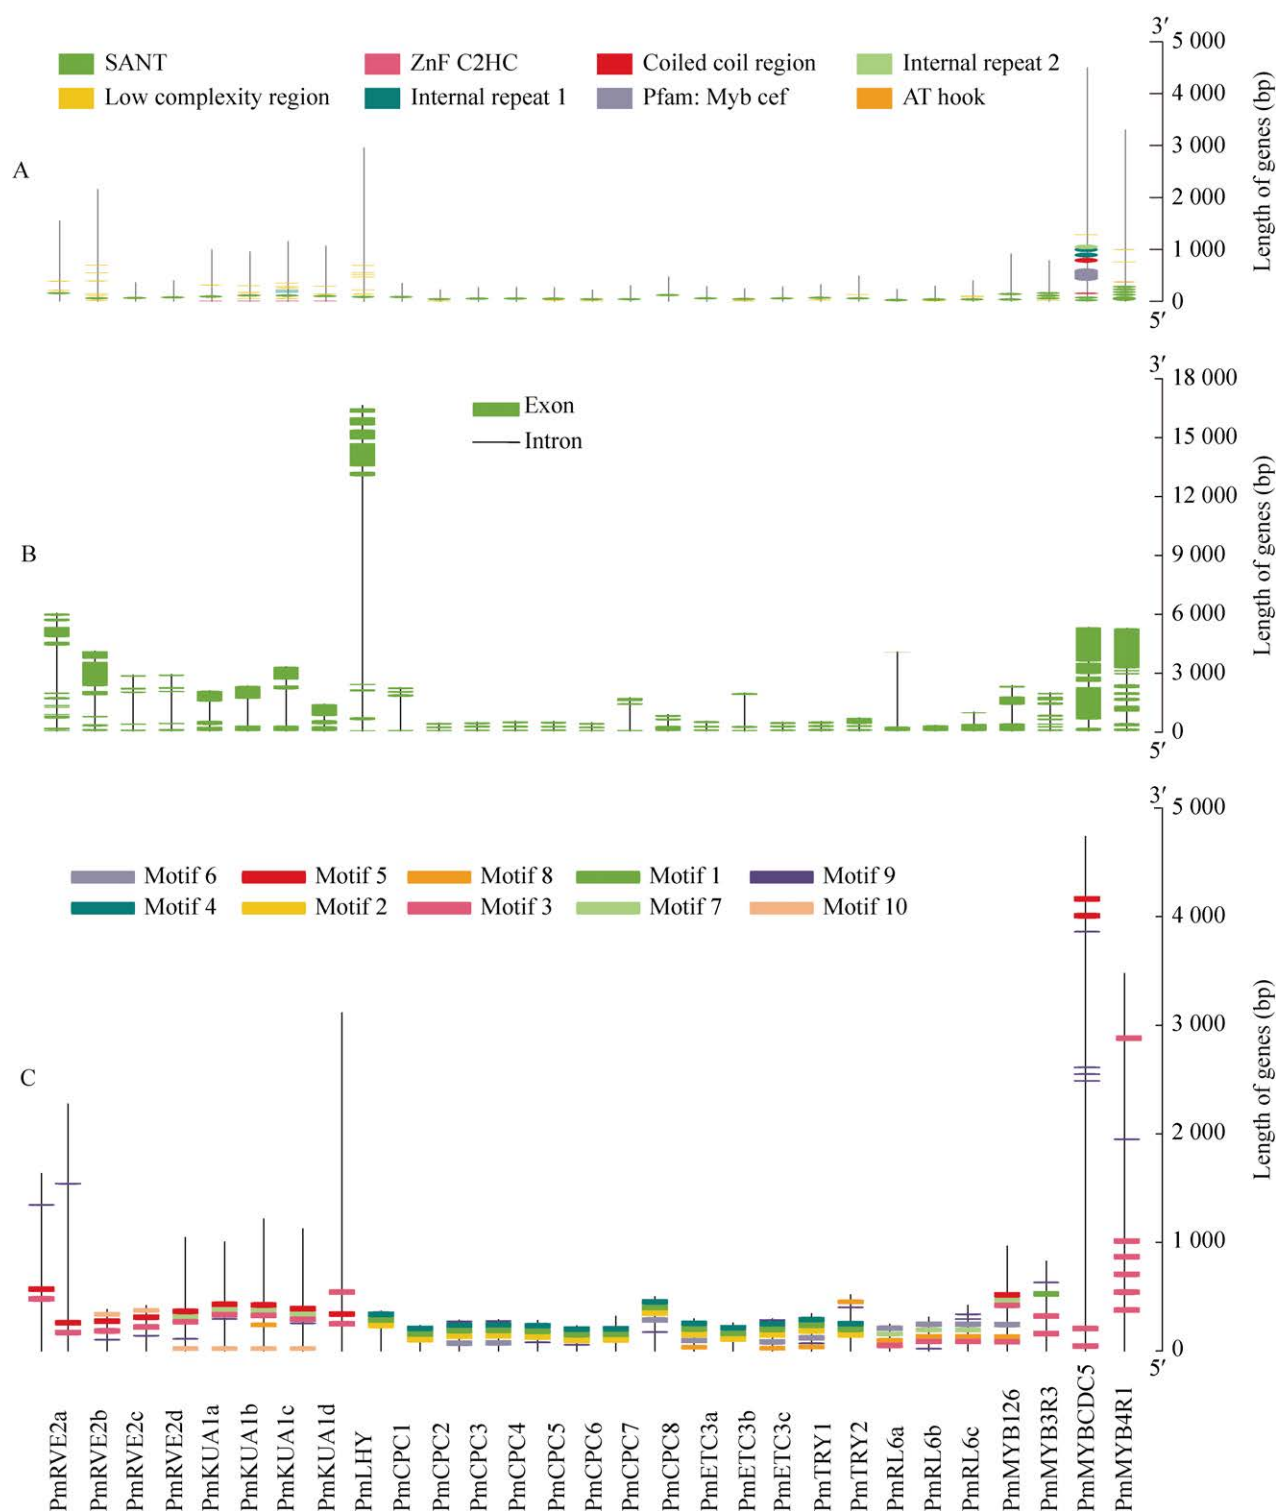 SANT
ZnF C2HC
Coiled coil region
Internal repeat 2
Low complexity region
Internal repeat 1
Pfam: Myb cef
AT hook
A
3′
5 000
4 000
3 000
2 000
1 000
0
5′
Length of genes (bp)
B
Exon
Intron
3′
18 000
15 000
12 000
9 000
6 000
3 000
0
5′
Length of genes (bp)
C
Motif 6
Motif 5
Motif 8
Motif 1
Motif 9
Motif 4
Motif 2
Motif 3
Motif 7
Motif 10
3′
5 000
4 000
3 000
2 000
1 000
0
5′
Length of genes (bp)
PmRVE2a
PmRVE2b
PmRVE2c
PmRVE2d
PmKUA1a
PmKUA1b
PmKUA1c
PmKUA1d
PmLHY
PmCPC1
PmCPC2
PmCPC3
PmCPC4
PmCPC5
PmCPC6
PmCPC7
PmCPC8
PmETC3a
PmETC3b
PmETC3c
PmTRY1
PmTRY2
PmRL6a
PmRL6b
PmRL6c
PmMYB126
PmMYB3R3
PmMYBCDC5
PmMYB4R1